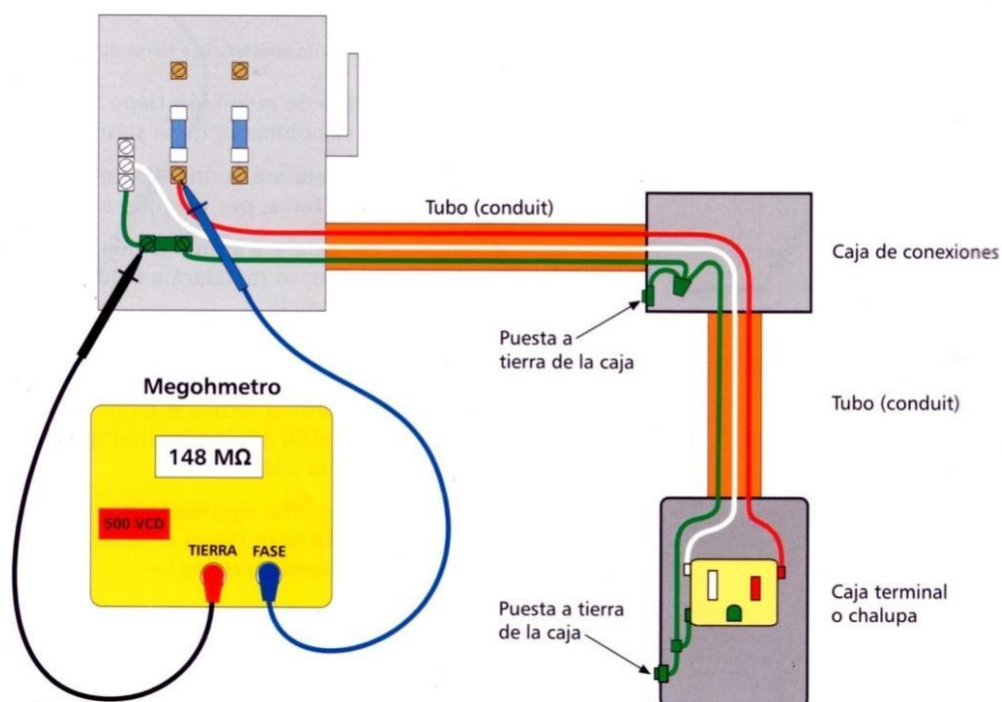 Tubo (conduit)
Caja de conexiones
Puesta a
tierra de la caja
Megohmetro
148 MΩ
500 VCD
TIERRA FASE
Tubo (conduit)
Puesta a tierra
de la caja
Caja terminal
o chalupa